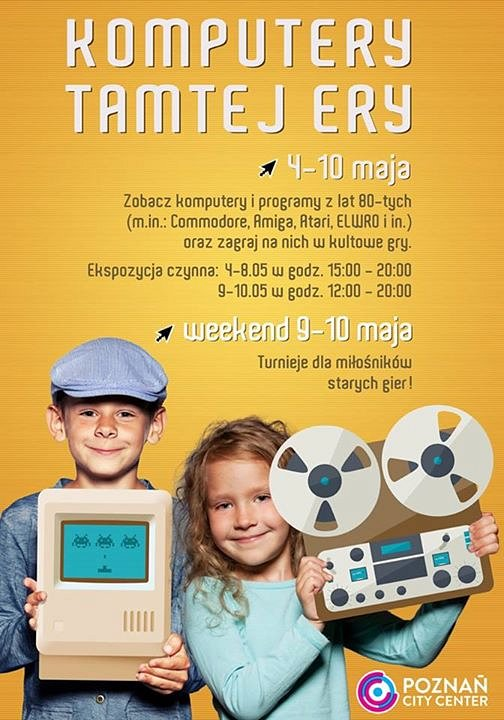 KOMPUTERY
TAMTEJ ERY
4-10 maja
Zobacz komputery i programy z lat 80-tych
(m.in.: Commodore, Amiga, Atari, ELWRO i in.)
oraz zagraj na nich w kultowe gry.
Ekspozycja czynna: 4-8.05 w godz. 15:00 - 20:00
9-10.05 w godz. 12:00 - 20:00
weekend 9-10 maja
Turnieje dla miłośników
starych gier!
POZNAŃ
CITY CENTER